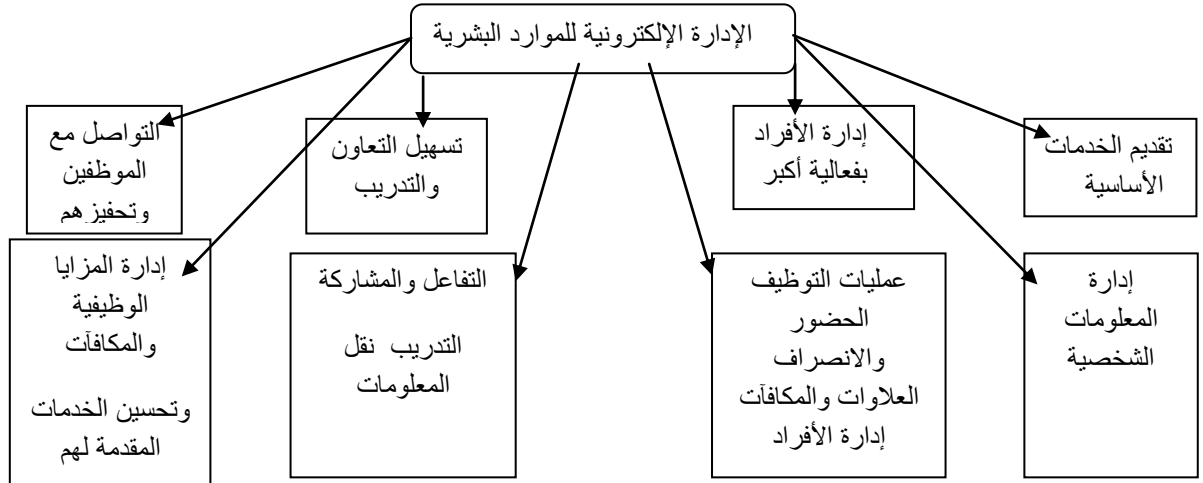 الإدارة الإلكترونية للموارد البشرية
تقديم الخدمات
الأساسية
إدارة الأفراد
بفعالية أكبر
تسهيل التعاون
والتدريب
التواصل مع
الموظفين
وتحفيزهم
إدارة
المعلومات
الشخصية
عمليات التوظيف
الحضور
والانصراف
العلاوات والمكافآت
إدارة الأفراد
التفاعل والمشاركة
التدريب نقل
المعلومات
إدارة المزايا
الوظيفية
والمكافآت
وتحسين الخدمات
المقدمة لهم